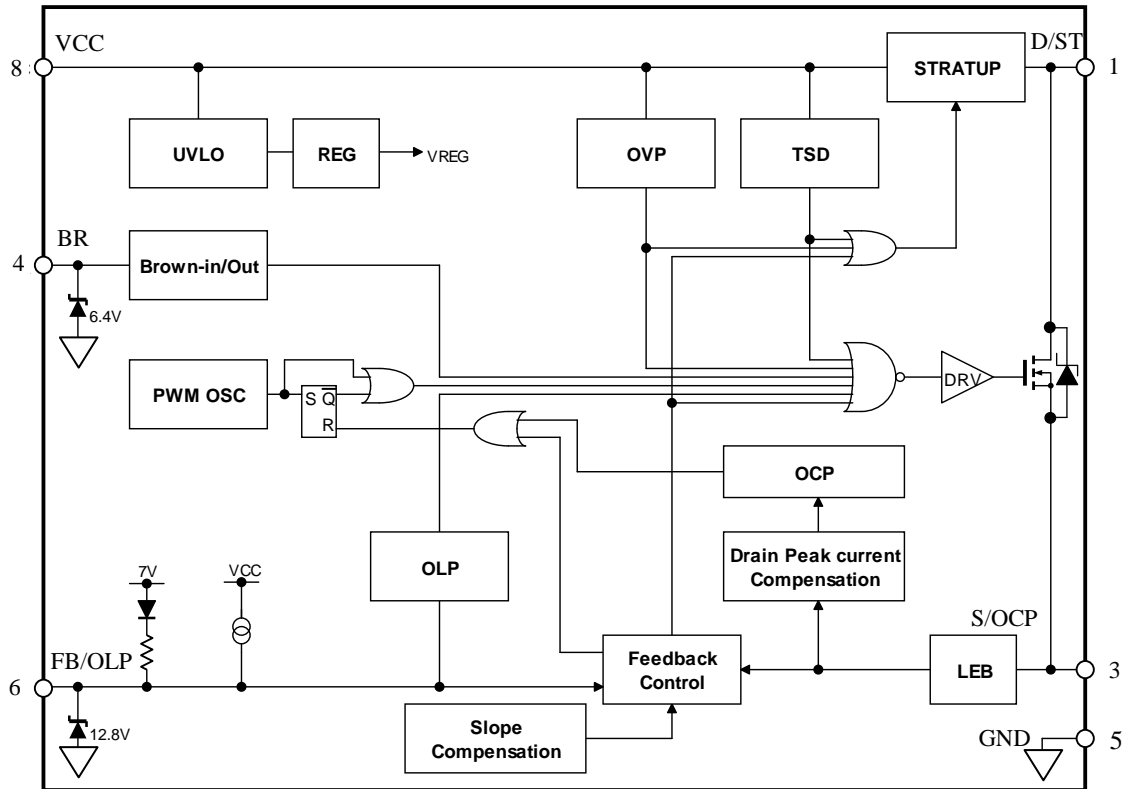 VCC
D/ST
8
1
STRATUP
UVLO
REG
VREG
OVP
TSD
BR
4
Brown-in/Out
6.4V
PWM OSC
S Q
R
DRV
OCP
Drain Peak current
Compensation
OLP
7V
VCC
S/OCP
FB/OLP
6
Feedback
Control
LEB
3
12.8V
Slope
Compensation
GND
5